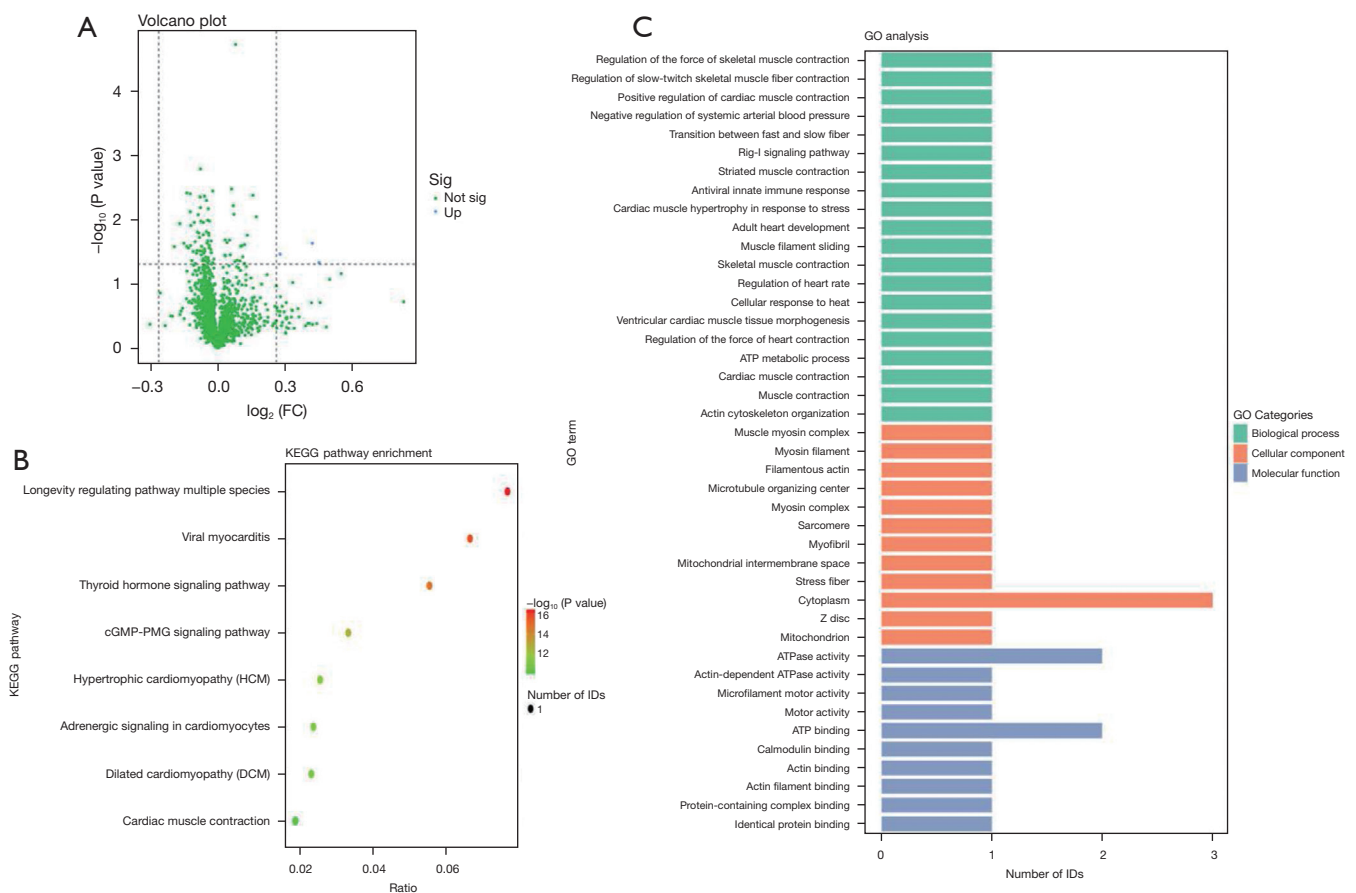 A
Volcano plot
−log₁₀ (P value)
4
3
2
1
0
−0.3 0.0 0.3 0.6
log₂ (FC)
Sig
Not sig
Up
B
KEGG pathway enrichment
KEGG pathway
Longevity regulating pathway multiple species
Viral myocarditis
Thyroid hormone signaling pathway
cGMP-PMG signaling pathway
Hypertrophic cardiomyopathy (HCM)
Adrenergic signaling in cardiomyocytes
Dilated cardiomyopathy (DCM)
Cardiac muscle contraction
0.02 0.04 0.06
Ratio
−log₁₀ (P value)
16
14
12
Number of IDs
1
C
GO analysis
GO term
Regulation of the force of skeletal muscle contraction
Regulation of slow-twitch skeletal muscle fiber contraction
Positive regulation of cardiac muscle contraction
Negative regulation of systemic arterial blood pressure
Transition between fast and slow fiber
Rig-I signaling pathway
Striated muscle contraction
Antiviral innate immune response
Cardiac muscle hypertrophy in response to stress
Adult heart development
Muscle filament sliding
Skeletal muscle contraction
Regulation of heart rate
Cellular response to heat
Ventricular cardiac muscle tissue morphogenesis
Regulation of the force of heart contraction
ATP metabolic process
Cardiac muscle contraction
Muscle contraction
Actin cytoskeleton organization
Muscle myosin complex
Myosin filament
Filamentous actin
Microtubule organizing center
Myosin complex
Sarcomere
Myofibril
Mitochondrial intermembrane space
Stress fiber
Cytoplasm
Z disc
Mitochondrion
ATPase activity
Actin-dependent ATPase activity
Microfilament motor activity
Motor activity
ATP binding
Calmodulin binding
Actin binding
Actin filament binding
Protein-containing complex binding
Identical protein binding
0 1 2 3
Number of IDs
GO Categories
Biological process
Cellular component
Molecular function